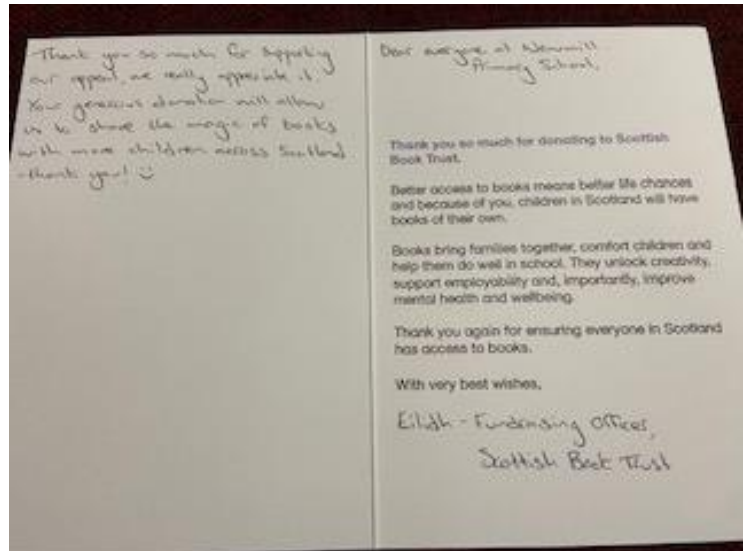 Thank you so much for supporting
our appeal, we really appreciate it.
Your generous donation will allow
us to share the magic of books
with more children across Scotland
-thank you! :)
Dear everyone at Newmill
Primary School,
Thank you so much for donating to Scottish
Book Trust.
Better access to books means better life chances
and because of you, children in Scotland will have
books of their own.
Books bring families together, comfort children and
help them do well in school. They unlock creativity,
support employability and, importantly, improve
mental health and wellbeing.
Thank you again for ensuring everyone in Scotland
has access to books.
With very best wishes,
Eilidh - Fundraising Officer,
Scottish Book Trust